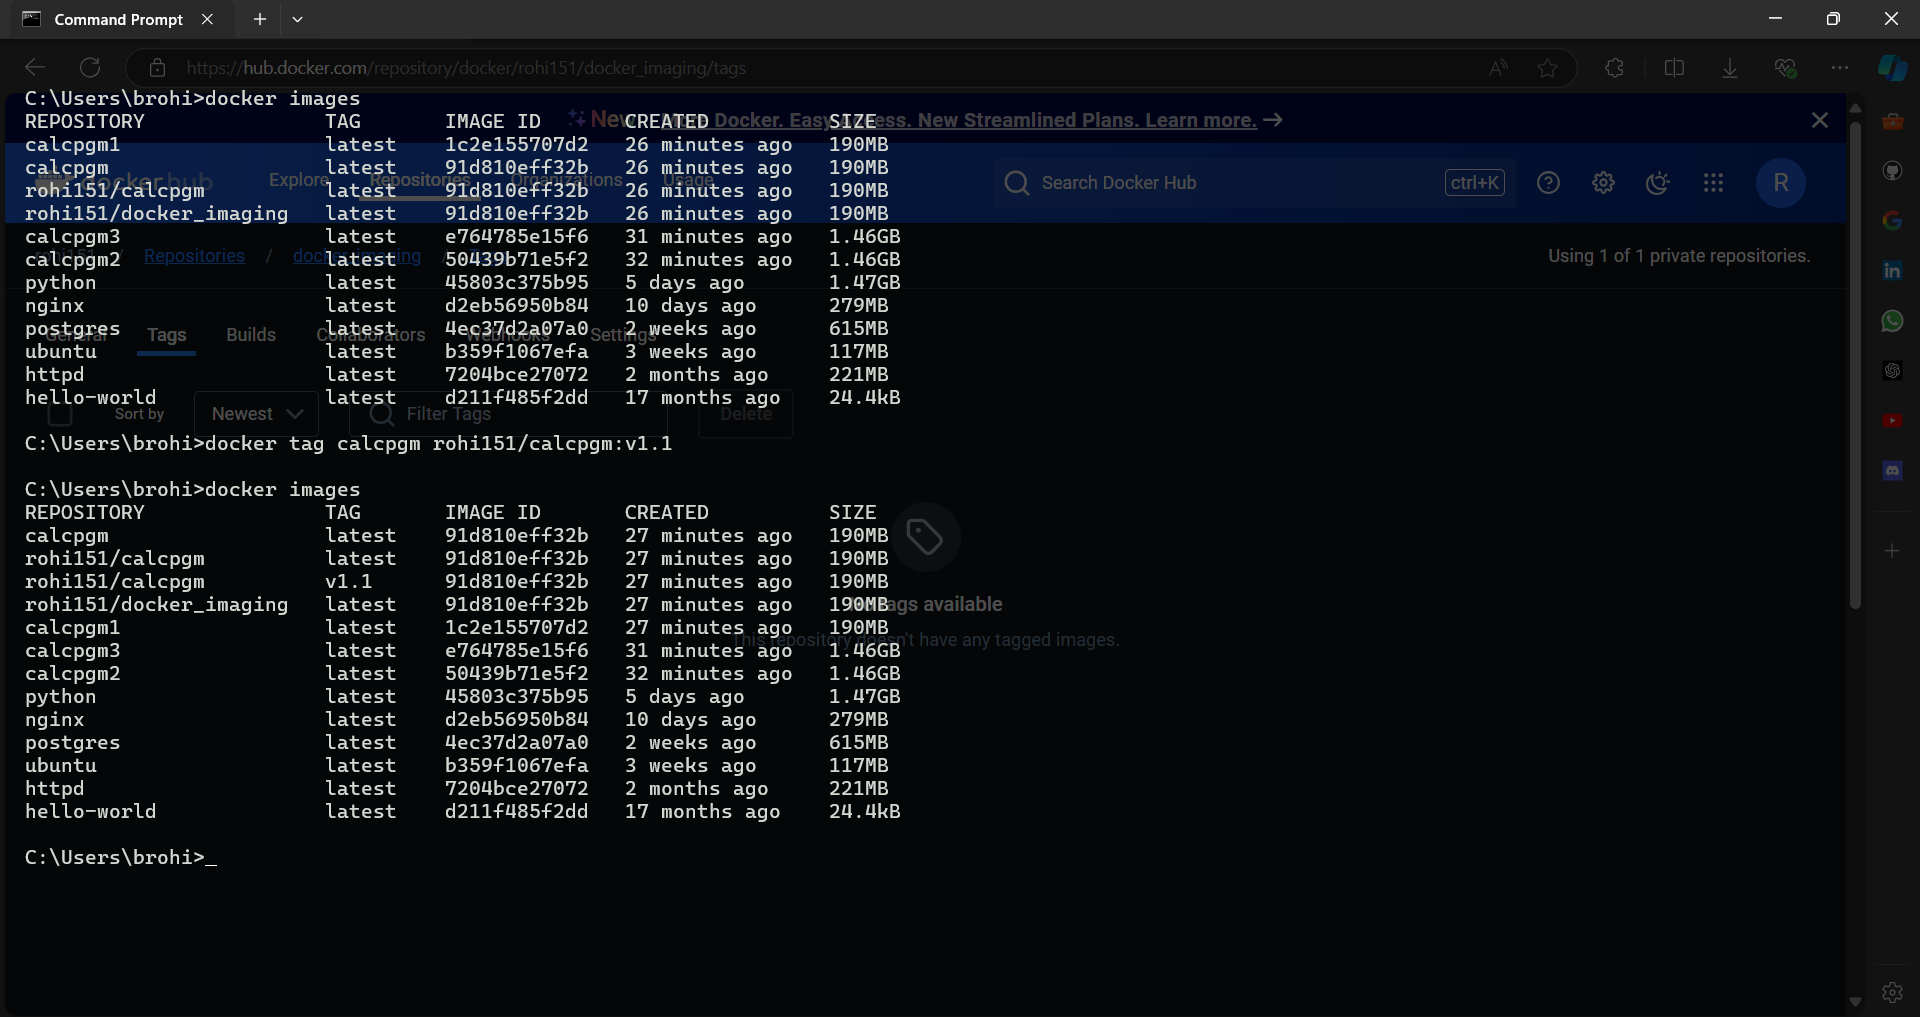 Command Prompt
https://hub.docker.com/repository/docker/rohi151/docker_imaging/tags
C:\Users\brohi>docker images
New More Docker. Easy Access. New Streamlined Plans. Learn more. →
REPOSITORY TAG IMAGE ID CREATED SIZE
calcpgm1 latest 1c2e155707d2 26 minutes ago 190MB
calcpgm latest 91d810eff32b 26 minutes ago 190MB
dockerhub Explore Repositories Organizations Usage Search Docker Hub ctrl+K R
rohi151/calcpgm latest 91d810eff32b 26 minutes ago 190MB
rohi151/docker_imaging latest 91d810eff32b 26 minutes ago 190MB
calcpgm3 latest e764785e15f6 31 minutes ago 1.46GB
rohi151 / Repositories / docker_imaging / Using 1 of 1 private repositories.
calcpgm2 latest 50439b71e5f2 32 minutes ago 1.46GB
python latest 45803c375b95 5 days ago 1.47GB
nginx latest d2eb56950b84 10 days ago 279MB
postgres latest 4ec37d2a07a0 2 weeks ago 615MB
General Tags Builds Collaborators Webhooks Settings
ubuntu latest b359f1067efa 3 weeks ago 117MB
httpd latest 7204bce27072 2 months ago 221MB
hello-world latest d211f485f2dd 17 months ago 24.4kB
Sort by Newest Filter Tags Delete
C:\Users\brohi>docker tag calcpgm rohi151/calcpgm:v1.1
C:\Users\brohi>docker images
REPOSITORY TAG IMAGE ID CREATED SIZE
calcpgm latest 91d810eff32b 27 minutes ago 190MB
rohi151/calcpgm latest 91d810eff32b 27 minutes ago 190MB
rohi151/calcpgm v1.1 91d810eff32b 27 minutes ago 190MB
rohi151/docker_imaging latest 91d810eff32b 27 minutes ago 190MB
No tags available
calcpgm1 latest 1c2e155707d2 27 minutes ago 190MB
This repository doesn't have any tagged images.
calcpgm3 latest e764785e15f6 31 minutes ago 1.46GB
calcpgm2 latest 50439b71e5f2 32 minutes ago 1.46GB
python latest 45803c375b95 5 days ago 1.47GB
nginx latest d2eb56950b84 10 days ago 279MB
postgres latest 4ec37d2a07a0 2 weeks ago 615MB
ubuntu latest b359f1067efa 3 weeks ago 117MB
httpd latest 7204bce27072 2 months ago 221MB
hello-world latest d211f485f2dd 17 months ago 24.4kB
C:\Users\brohi>_